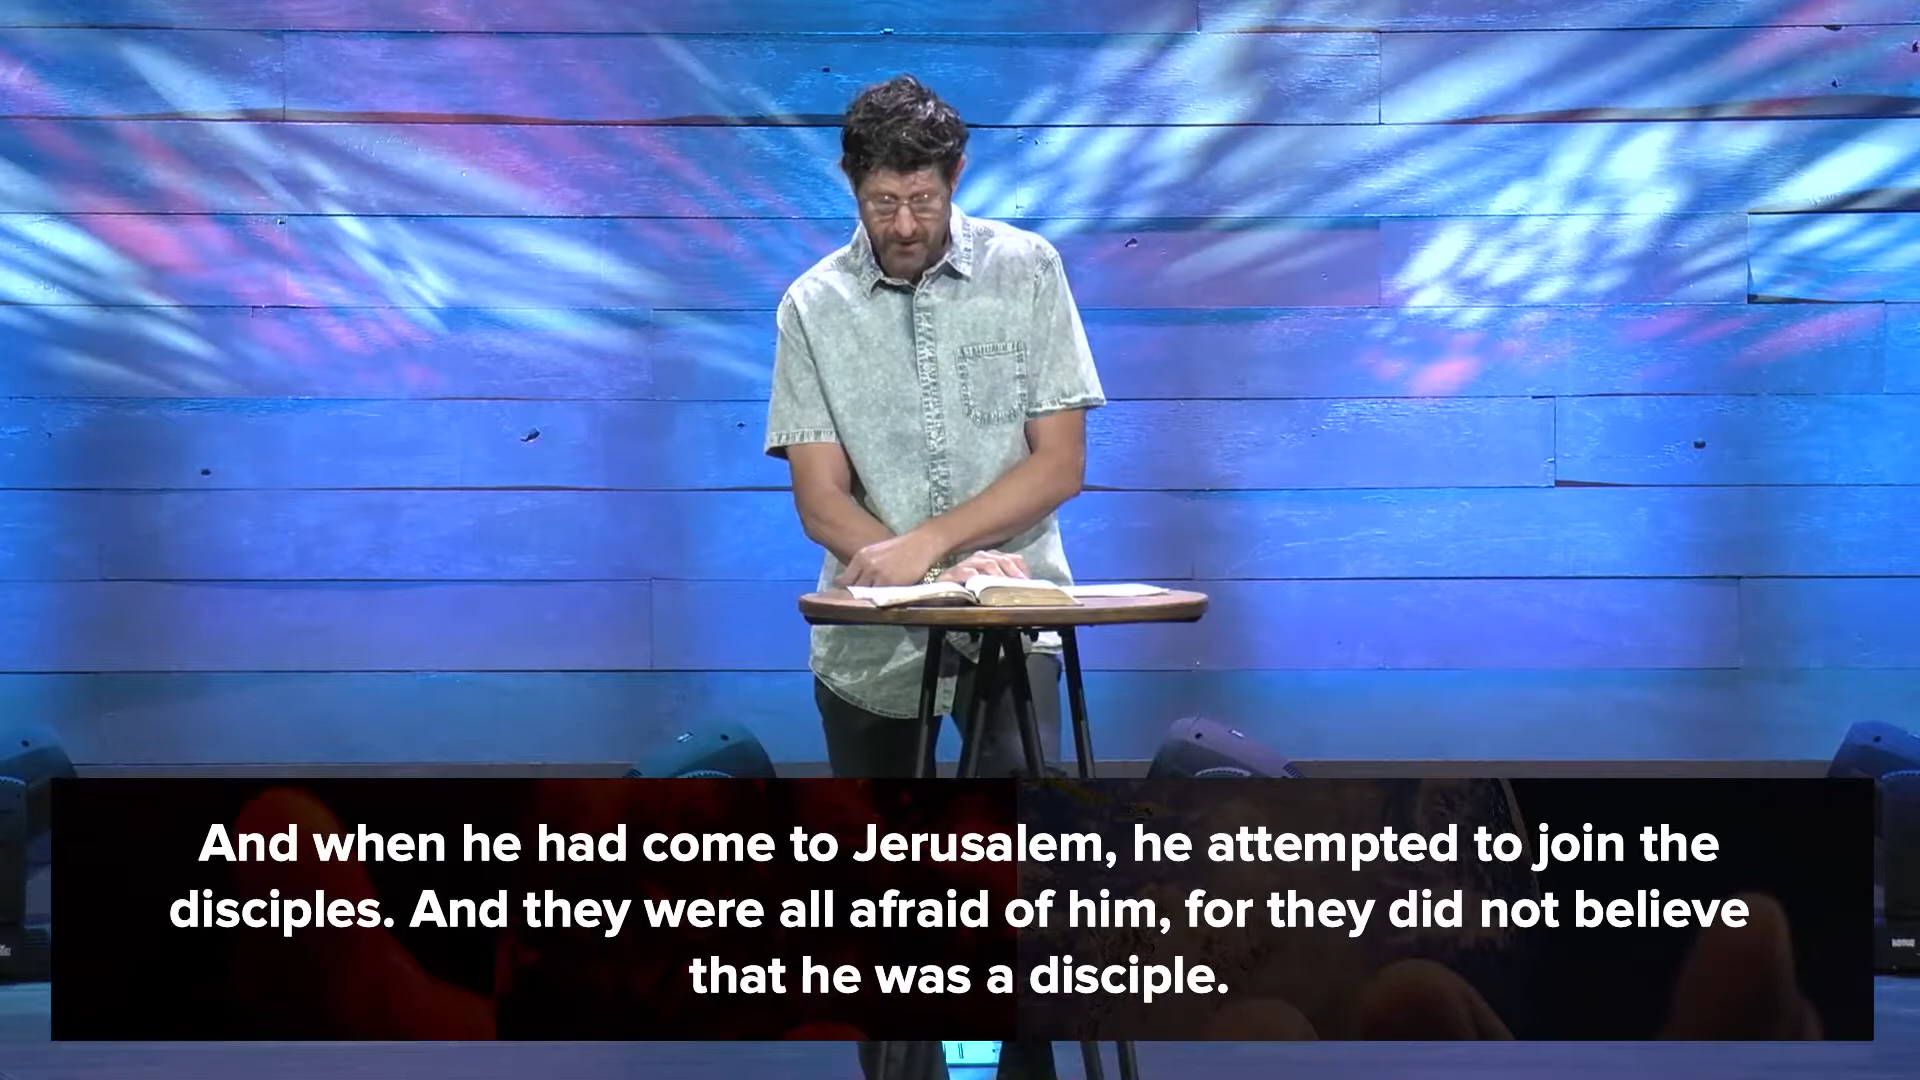 And when he had come to Jerusalem, he attempted to join the
disciples. And they were all afraid of him, for they did not believe
that he was a disciple.